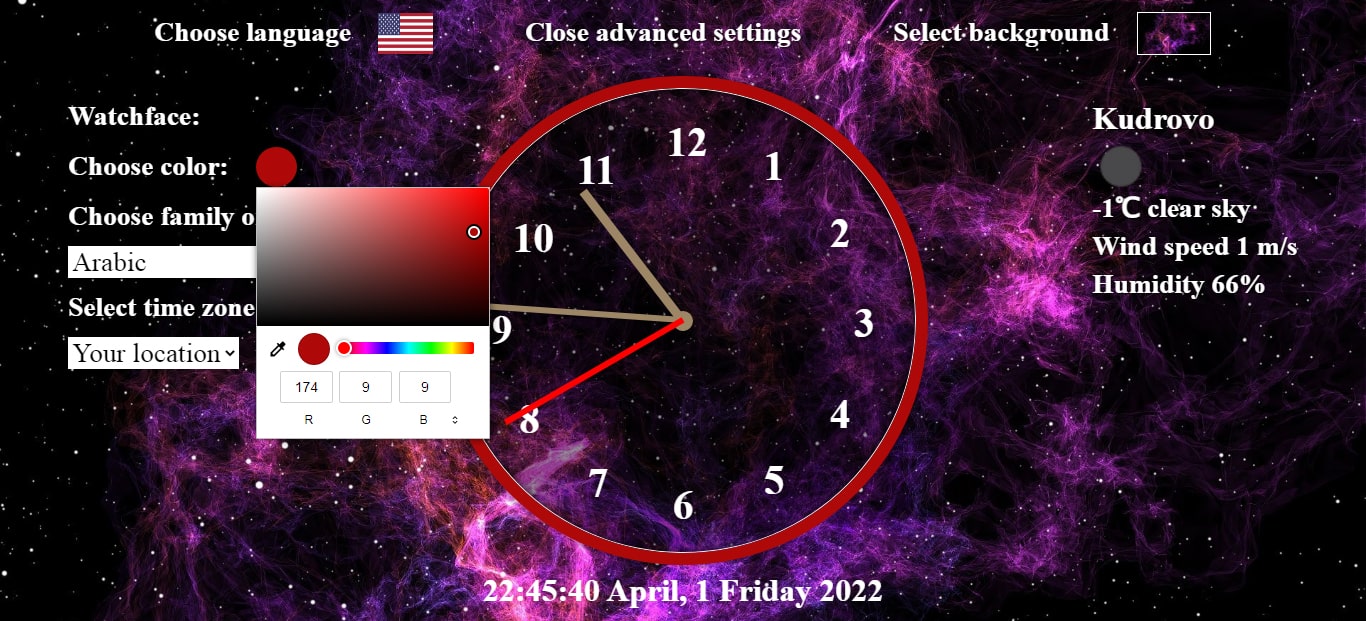 Choose language
Close advanced settings
Select background
Watchface:
Choose color:
Choose family o
Arabic
Select time zone
Your location
174 9 9
R G B
12
1
2
3
4
5
6
7
8
9
10
11
Kudrovo
-1℃ clear sky
Wind speed 1 m/s
Humidity 66%
22:45:40 April, 1 Friday 2022